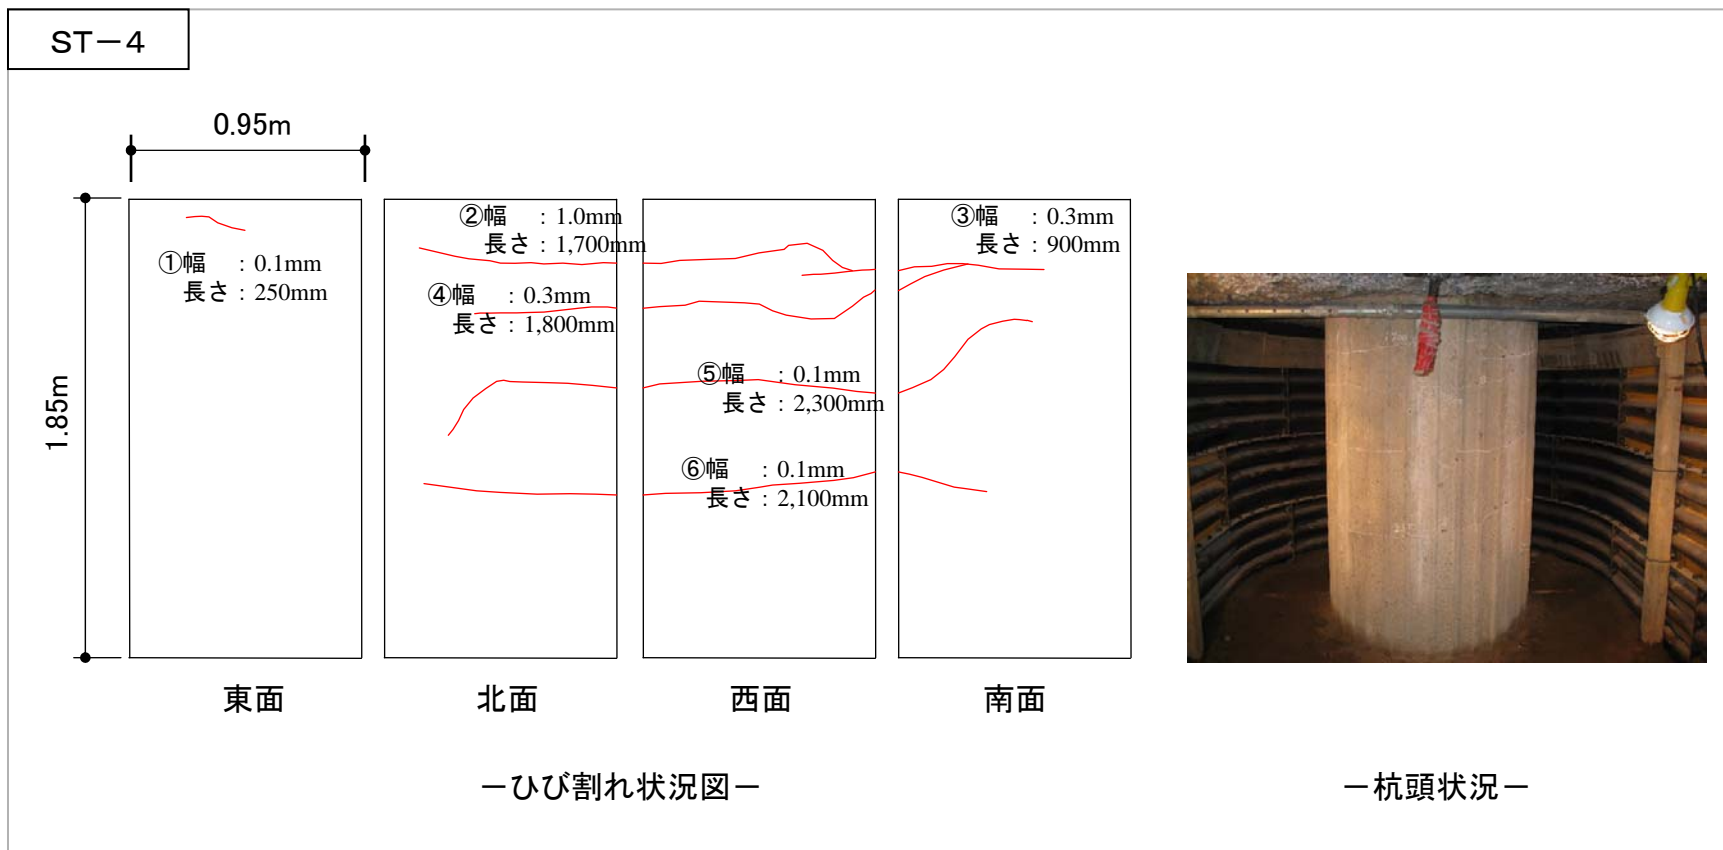 ST－4
0.95m
1.85m
①幅　：0.1mm
長さ：250mm
②幅　：1.0mm
長さ：1,700mm
③幅　：0.3mm
長さ：900mm
④幅　：0.3mm
長さ：1,800mm
⑤幅　：0.1mm
長さ：2,300mm
⑥幅　：0.1mm
長さ：2,100mm
東面
北面
西面
南面
－ひび割れ状況図－
－杭頭状況－